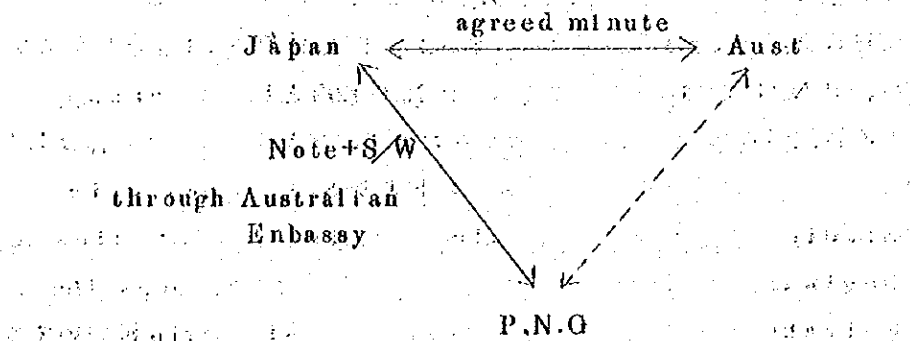 agreed minute
Japan Aust
Note+S/W
through Australian
Enbassy
P.N.G